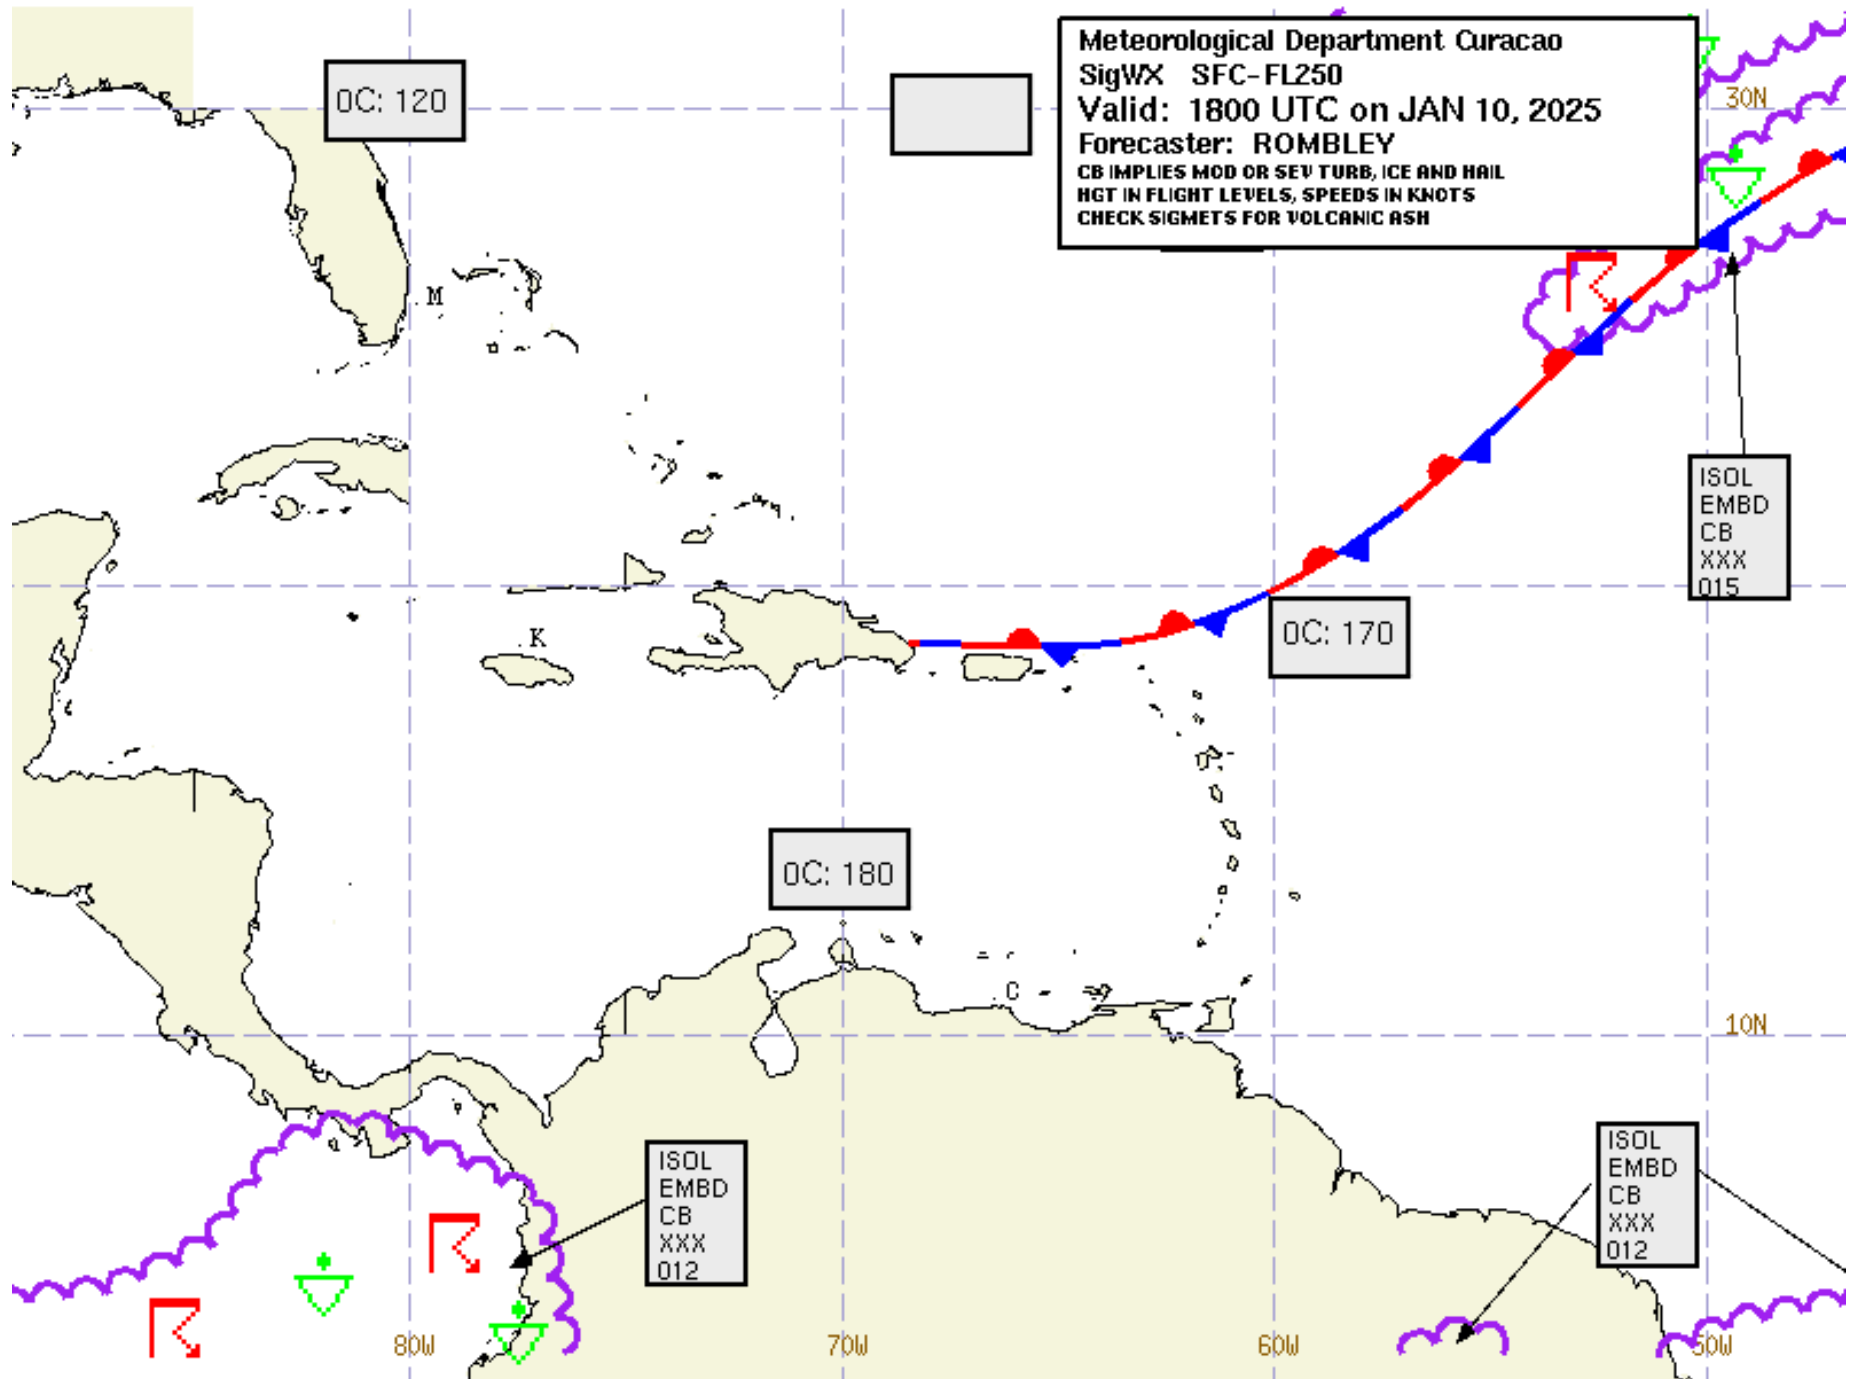 Meteorological Department Curacao
SigWX SFC-FL250
Valid: 1800 UTC on JAN 10, 2025
Forecaster: ROMBLEY
CB IMPLIES MOD OR SEV TURB, ICE AND HAIL
HGT IN FLIGHT LEVELS, SPEEDS IN KNOTS
CHECK SIGMETS FOR VOLCANIC ASH
0C: 120
30N
.M
ISOL
EMBD
CB
XXX
015
0C: 170
.K
0C: 180
.C
10N
ISOL
EMBD
CB
XXX
012
ISOL
EMBD
CB
XXX
012
80W
70W
60W
50W